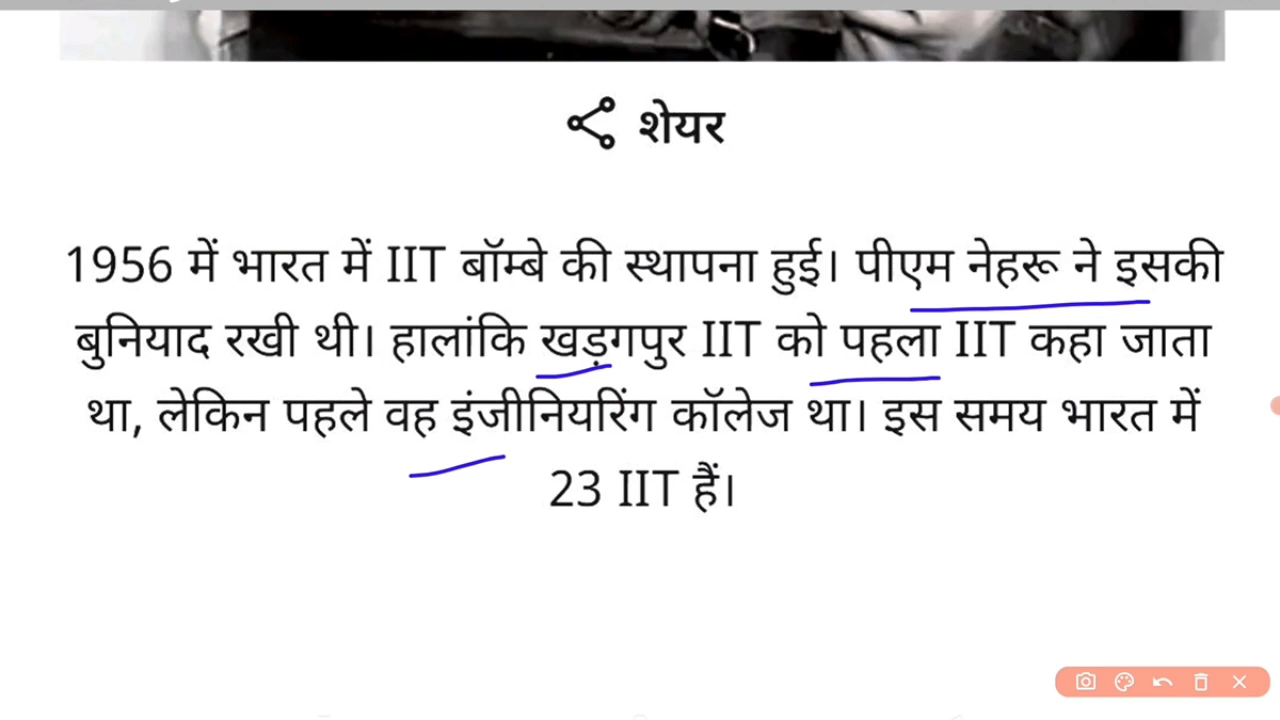 शेयर
1956 में भारत में IIT बॉम्बे की स्थापना हुई। पीएम नेहरू ने इसकी
बुनियाद रखी थी। हालांकि खड़गपुर IIT को पहला IIT कहा जाता
था, लेकिन पहले वह इंजीनियरिंग कॉलेज था। इस समय भारत में
23 IIT हैं।